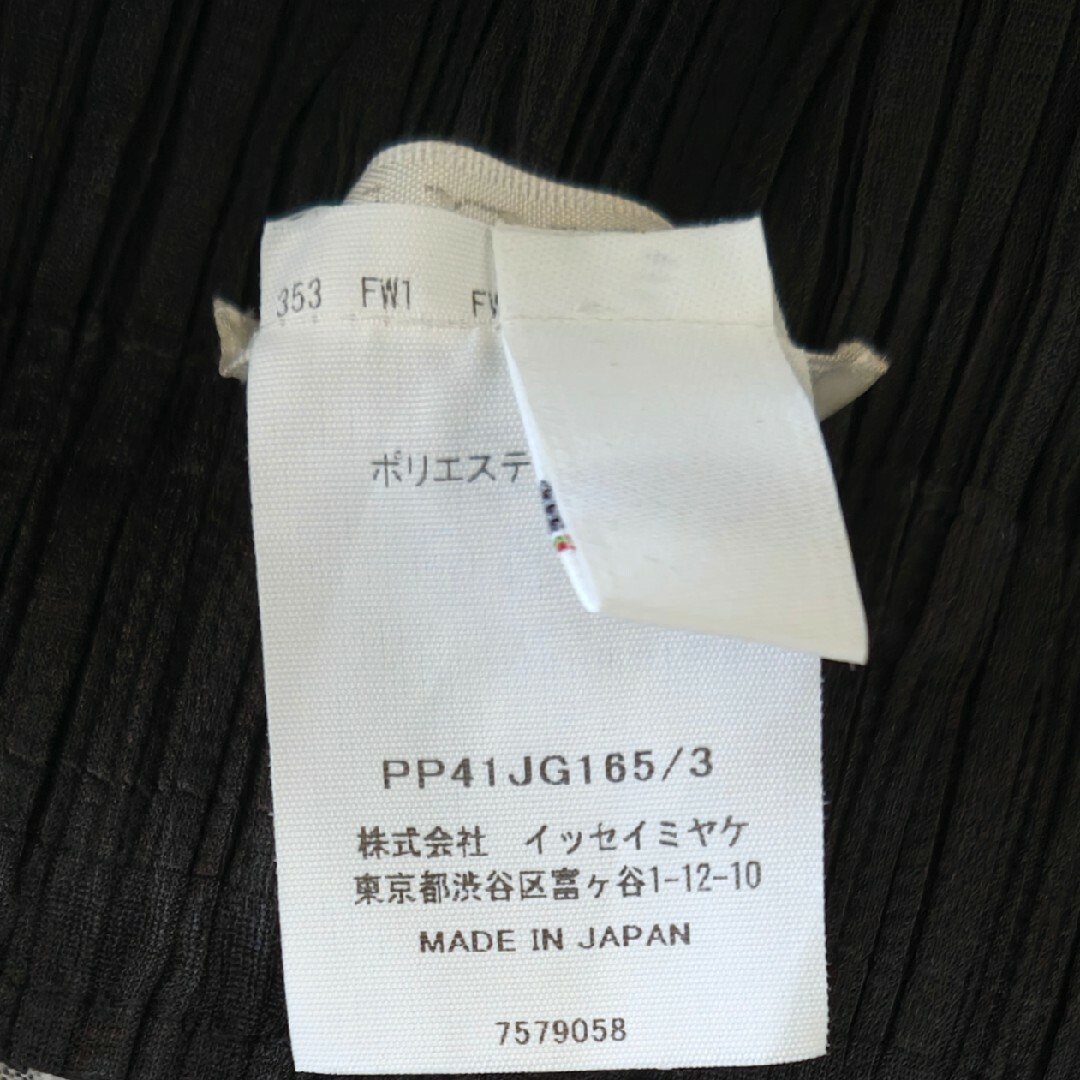 353 FW1
ポリエステ
PP41JG165/3
株式会社 イッセイミヤケ
東京都渋谷区富ヶ谷1-12-10
MADE IN JAPAN
7579058